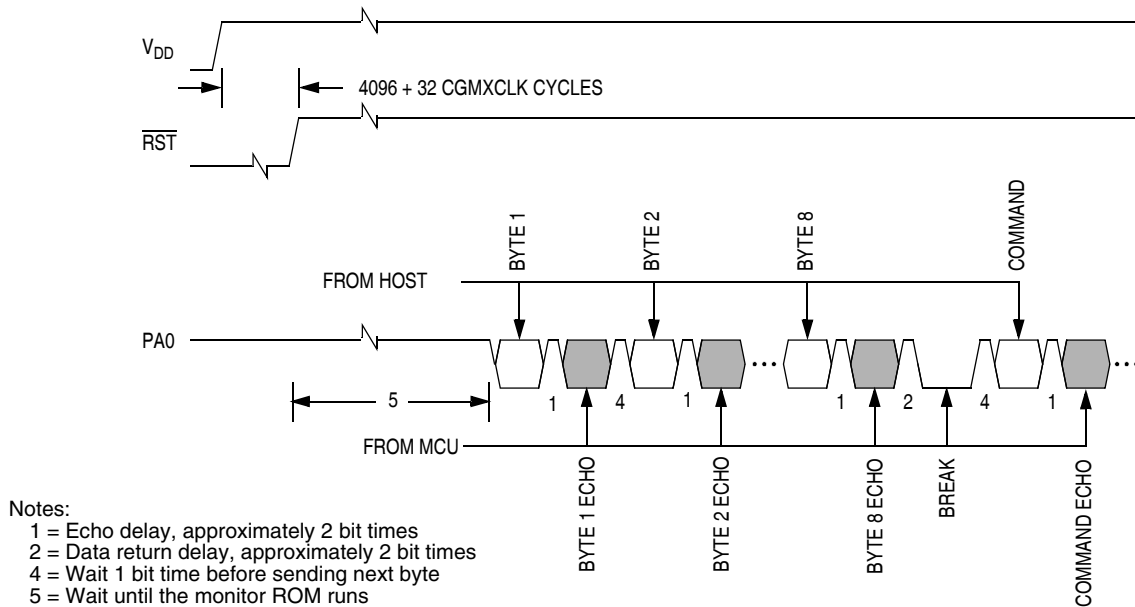 VDD
4096 + 32 CGMXCLK CYCLES
RST
BYTE 1
BYTE 2
BYTE 8
COMMAND
FROM HOST
PA0
5
1
4
1
1
2
4
1
FROM MCU
BYTE 1 ECHO
BYTE 2 ECHO
BYTE 8 ECHO
BREAK
COMMAND ECHO
Notes:
1 = Echo delay, approximately 2 bit times
2 = Data return delay, approximately 2 bit times
4 = Wait 1 bit time before sending next byte
5 = Wait until the monitor ROM runs